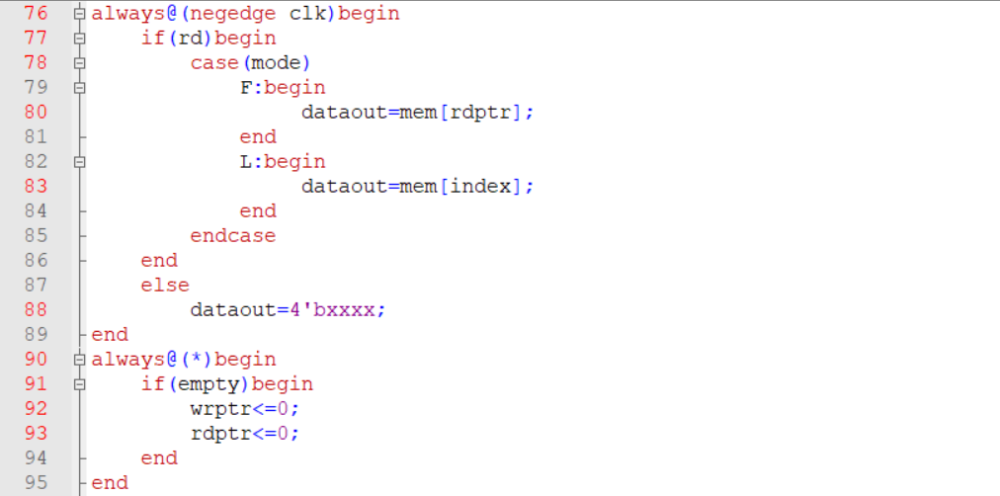 76 always@(negedge clk)begin
77     if(rd)begin
78         case(mode)
79             F:begin
80                  dataout=mem[rdptr];
81             end
82             L:begin
83                  dataout=mem[index];
84             end
85         endcase
86     end
87     else
88         dataout=4'bxxxx;
89 end
90 always@(*)begin
91     if(empty)begin
92         wrptr<=0;
93         rdptr<=0;
94     end
95 end